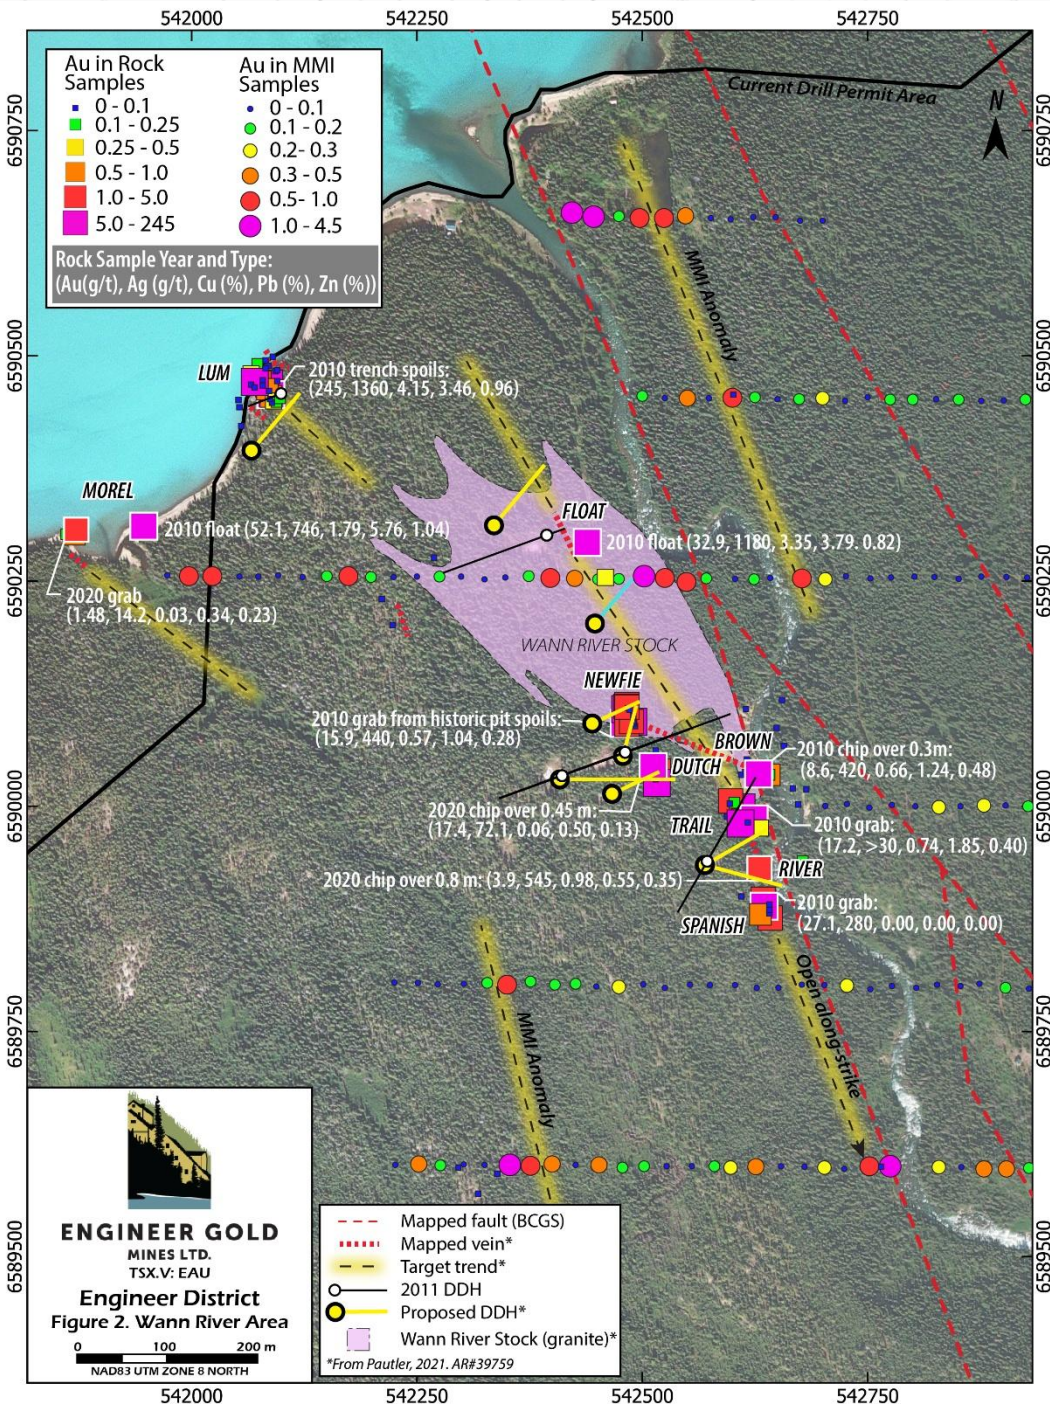 542000 542250 542500 542750
Current Drill Permit Area
N
Au in Rock
Samples
0 - 0.1
0.1 - 0.25
0.25 - 0.5
0.5 - 1.0
1.0 - 5.0
5.0 - 245
Au in MMI
Samples
0 - 0.1
0.1 - 0.2
0.2- 0.3
0.3 - 0.5
0.5- 1.0
1.0 - 4.5
Rock Sample Year and Type:
(Au(g/t), Ag (g/t), Cu (%), Pb (%), Zn (%))
6590750
6590750
MMI Anomaly
6590500
6590500
LUM
2010 trench spoils:
(245, 1360, 4.15, 3.46, 0.96)
MOREL
2010 float (52.1, 746, 1.79, 5.76, 1.04)
FLOAT
2010 float (32.9, 1180, 3.35, 3.79. 0.82)
6590250
6590250
2020 grab
(1.48, 14.2, 0.03, 0.34, 0.23)
WANN RIVER STOCK
NEWFIE
2010 grab from historic pit spoils:
(15.9, 440, 0.57, 1.04, 0.28)
BROWN
2010 chip over 0.3m:
(8.6, 420, 0.66, 1.24, 0.48)
DUTCH
6590000
6590000
2020 chip over 0.45 m:
(17.4, 72.1, 0.06, 0.50, 0.13)
TRAIL
2010 grab:
(17.2, >30, 0.74, 1.85, 0.40)
RIVER
2020 chip over 0.8 m: (3.9, 545, 0.98, 0.55, 0.35)
2010 grab:
(27.1, 280, 0.00, 0.00, 0.00)
SPANISH
Open along-strike
6589750
6589750
MMI Anomaly
6589500
6589500
ENGINEER GOLD
MINES LTD.
TSX.V: EAU
Engineer District
Figure 2. Wann River Area
0 100 200 m
NAD83 UTM ZONE 8 NORTH
Mapped fault (BCGS)
Mapped vein*
Target trend*
2011 DDH
Proposed DDH*
Wann River Stock (granite)*
*From Pautler, 2021. AR#39759
542000 542250 542500 542750